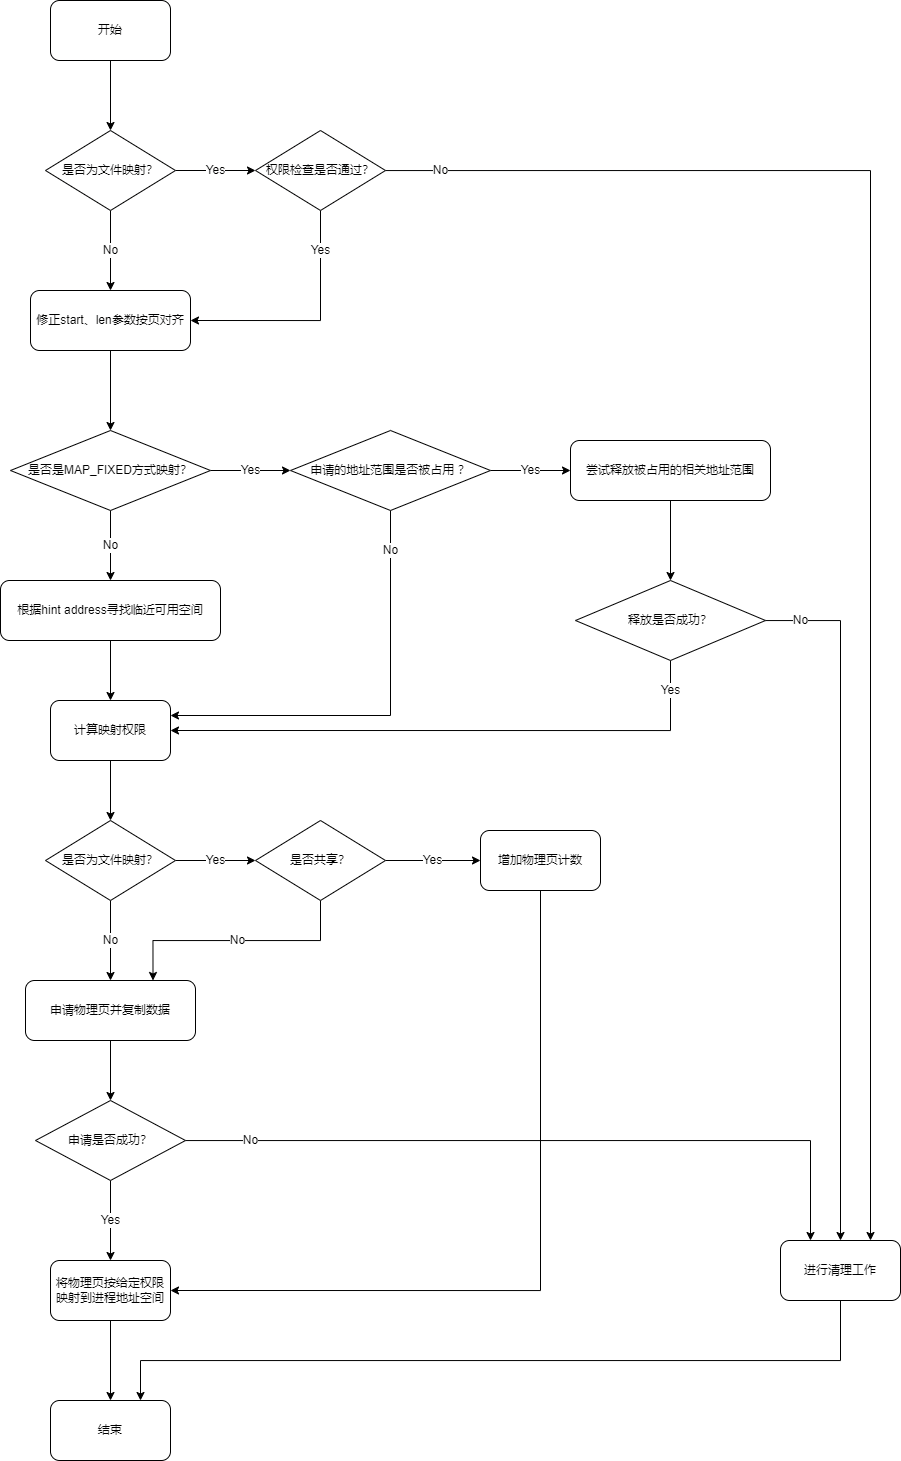 开始
是否为文件映射?
Yes
权限检查是否通过?
No
No
Yes
修正start、len参数按页对齐
是否是MAP_FIXED方式映射?
Yes
申请的地址范围是否被占用 ?
Yes
尝试释放被占用的相关地址范围
No
No
根据hint address寻找临近可用空间
释放是否成功?
No
Yes
计算映射权限
是否为文件映射?
Yes
是否共享?
Yes
增加物理页计数
No
No
申请物理页并复制数据
申请是否成功?
No
Yes
将物理页按给定权限
映射到进程地址空间
进行清理工作
结束